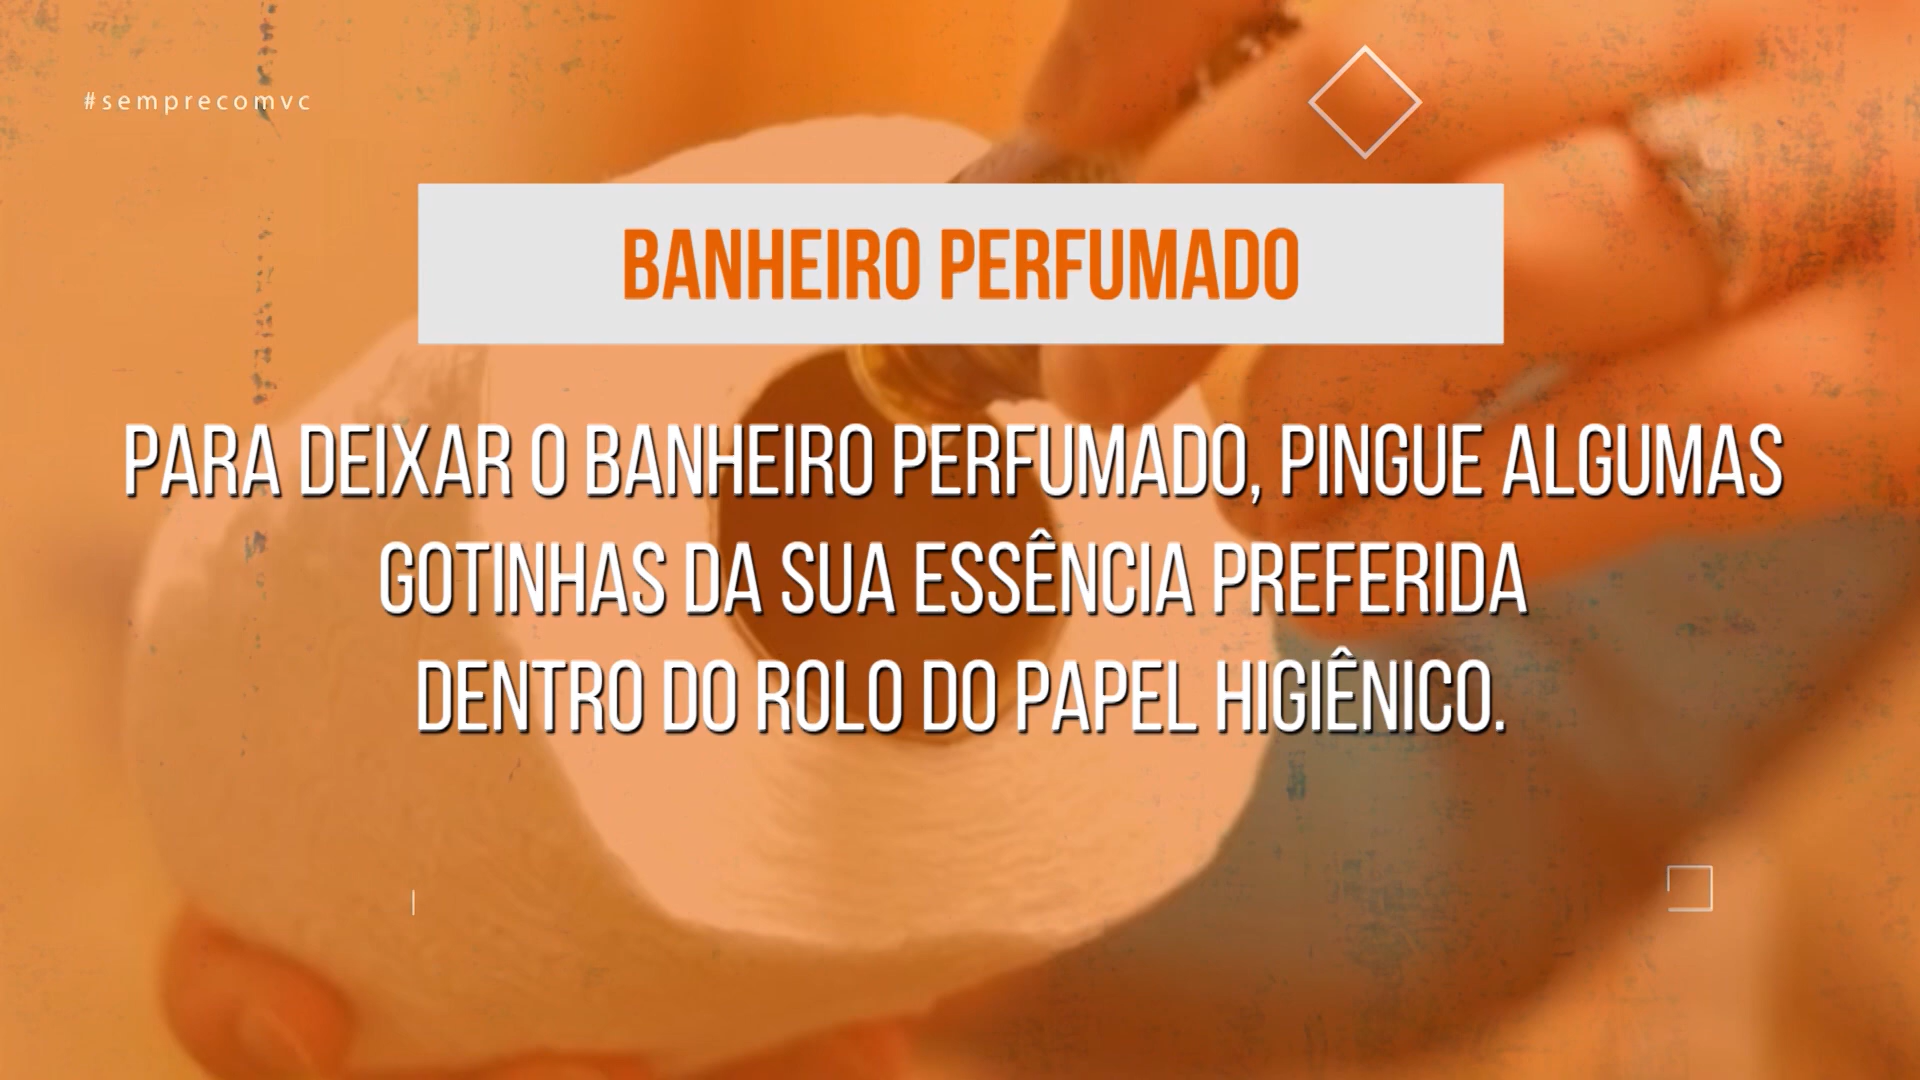 #semprecomvc
BANHEIRO PERFUMADO
PARA DEIXAR O BANHEIRO PERFUMADO, PINGUE ALGUMAS
GOTINHAS DA SUA ESSÊNCIA PREFERIDA
DENTRO DO ROLO DO PAPEL HIGIÊNICO.